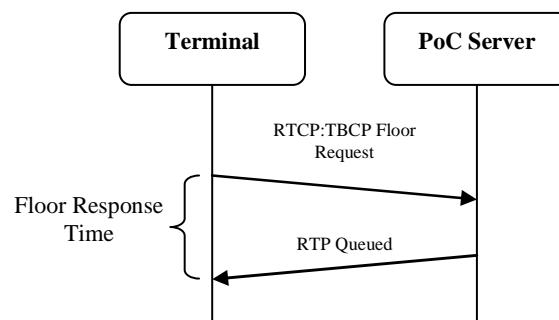 Terminal
PoC Server
RTCP:TBCP Floor
Request
Floor Response
Time
RTP Queued